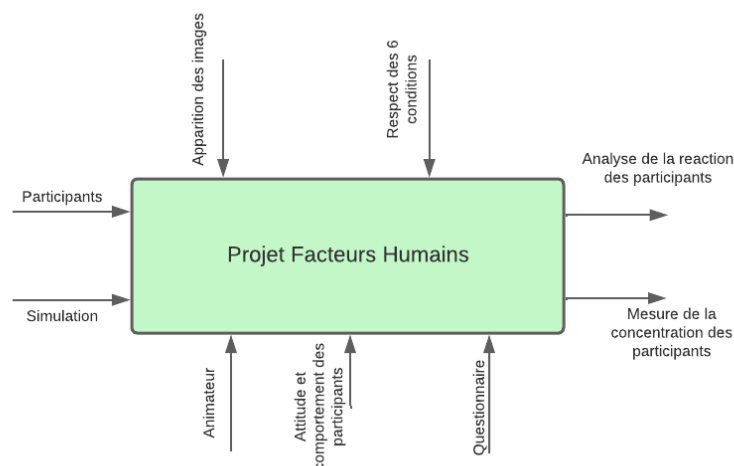 Apparition des images
Respect des 6
conditions
Participants
Simulation
Projet Facteurs Humains
Analyse de la reaction
des participants
Mesure de la
concentration des
participants
Animateur
Attitude et
omportement des
participants
Questionnaire